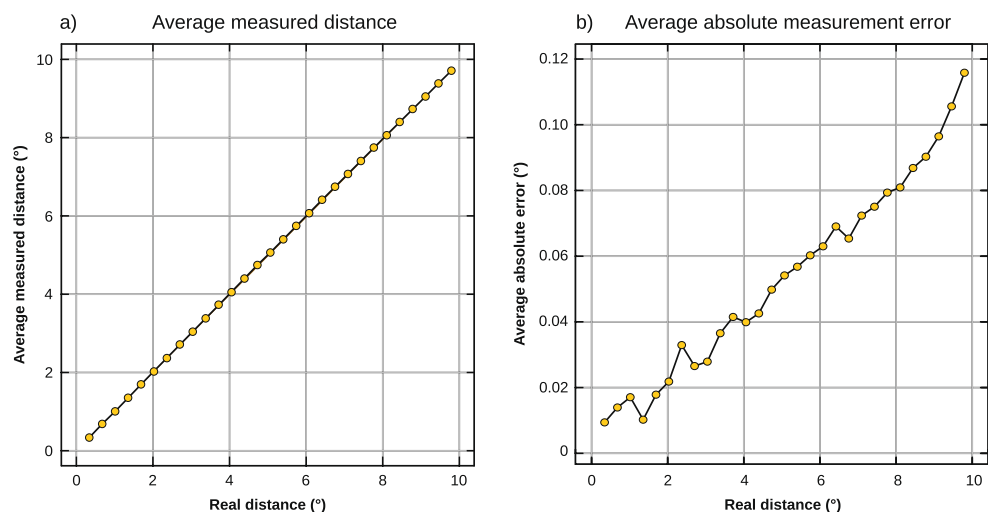 a) Average measured distance
10
8
6
4
2
0
0 2 4 6 8 10
Average measured distance (°)
Real distance (°)
b) Average absolute measurement error
0.12
0.10
0.08
0.06
0.04
0.02
0
0 2 4 6 8 10
Average absolute error (°)
Real distance (°)